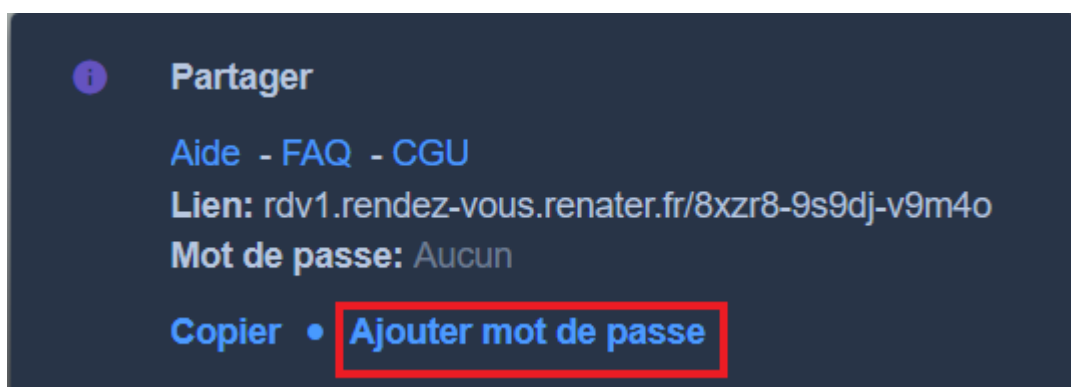 Partager
Aide - FAQ - CGU
Lien: rdv1.rendez-vous.renater.fr/8xzr8-9s9dj-v9m4o
Mot de passe: Aucun
Copier • Ajouter mot de passe